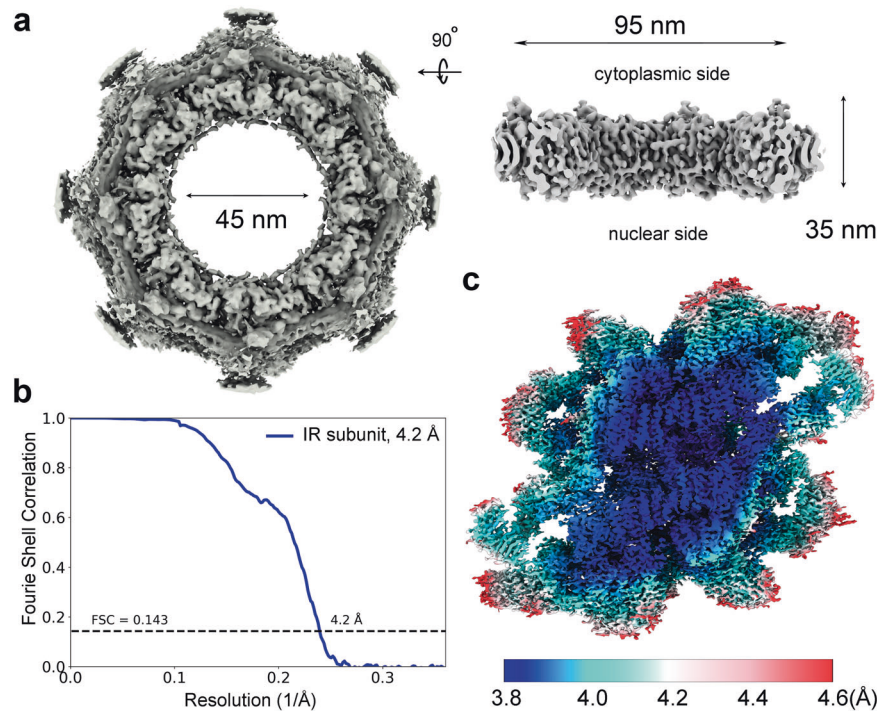 a
90°
95 nm
cytoplasmic side
45 nm
nuclear side
35 nm
b
1.0
0.8
0.6
0.4
0.2
0.0
Fourie Shell Correlation
IR subunit, 4.2 Å
FSC = 0.143
4.2 Å
0.0
0.1
0.2
0.3
Resolution (1/Å)
c
3.8
4.0
4.2
4.4
4.6(Å)